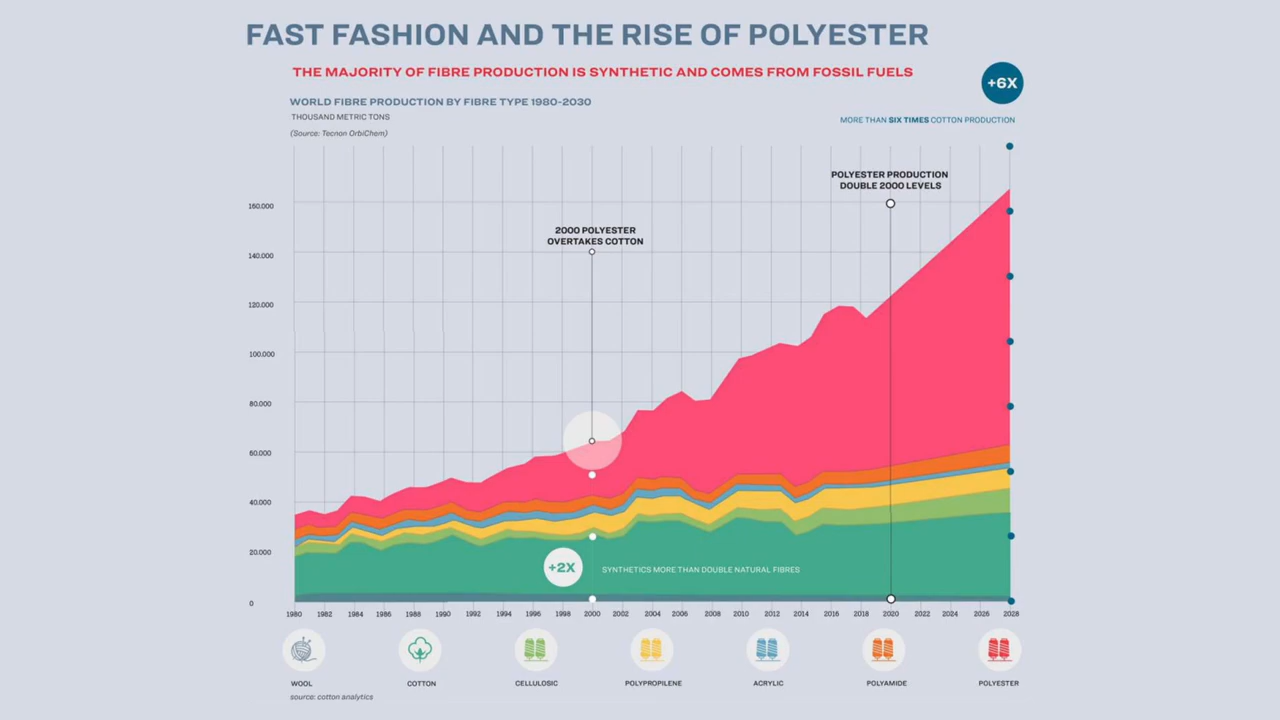 FAST FASHION AND THE RISE OF POLYESTER
THE MAJORITY OF FIBRE PRODUCTION IS SYNTHETIC AND COMES FROM FOSSIL FUELS
+6X
WORLD FIBRE PRODUCTION BY FIBRE TYPE 1980-2030
THOUSAND METRIC TONS
MORE THAN SIX TIMES COTTON PRODUCTION
(Source: Tecnon OrbiChem)
POLYESTER PRODUCTION
DOUBLE 2000 LEVELS
160.000
2000 POLYESTER
OVERTAKES COTTON
140.000
120.000
100.000
80.000
60.000
40.000
20.000
+2X
SYNTHETICS MORE THAN DOUBLE NATURAL FIBRES
0
1980 1982 1984 1986 1988 1990 1992 1994 1996 1998 2000 2002 2004 2006 2008 2010 2012 2014 2016 2018 2020 2022 2024 2026 2028
WOOL COTTON CELLULOSIC POLYPROPILENE ACRYLIC POLYAMIDE POLYESTER
source: cotton analytics